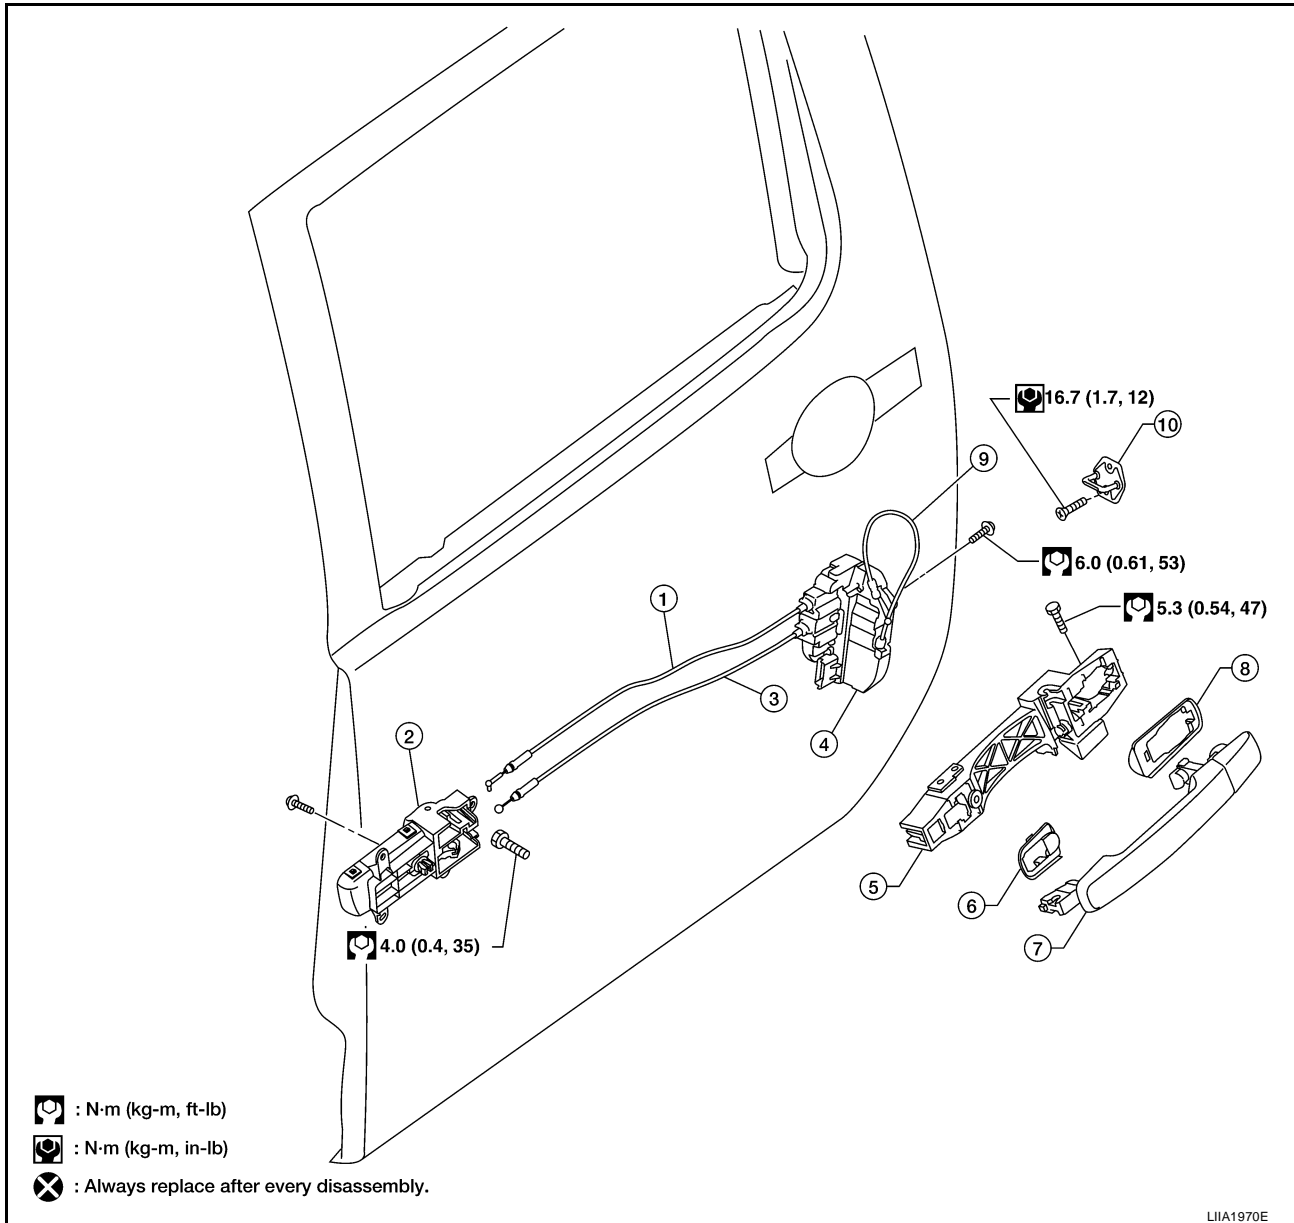 16.7 (1.7, 12)
10
9
6.0 (0.61, 53)
5.3 (0.54, 47)
1
8
3
2
4
5
6
4.0 (0.4, 35)
7
: N·m (kg-m, ft-lb)
: N·m (kg-m, in-lb)
: Always replace after every disassembly.
LIIA1970E